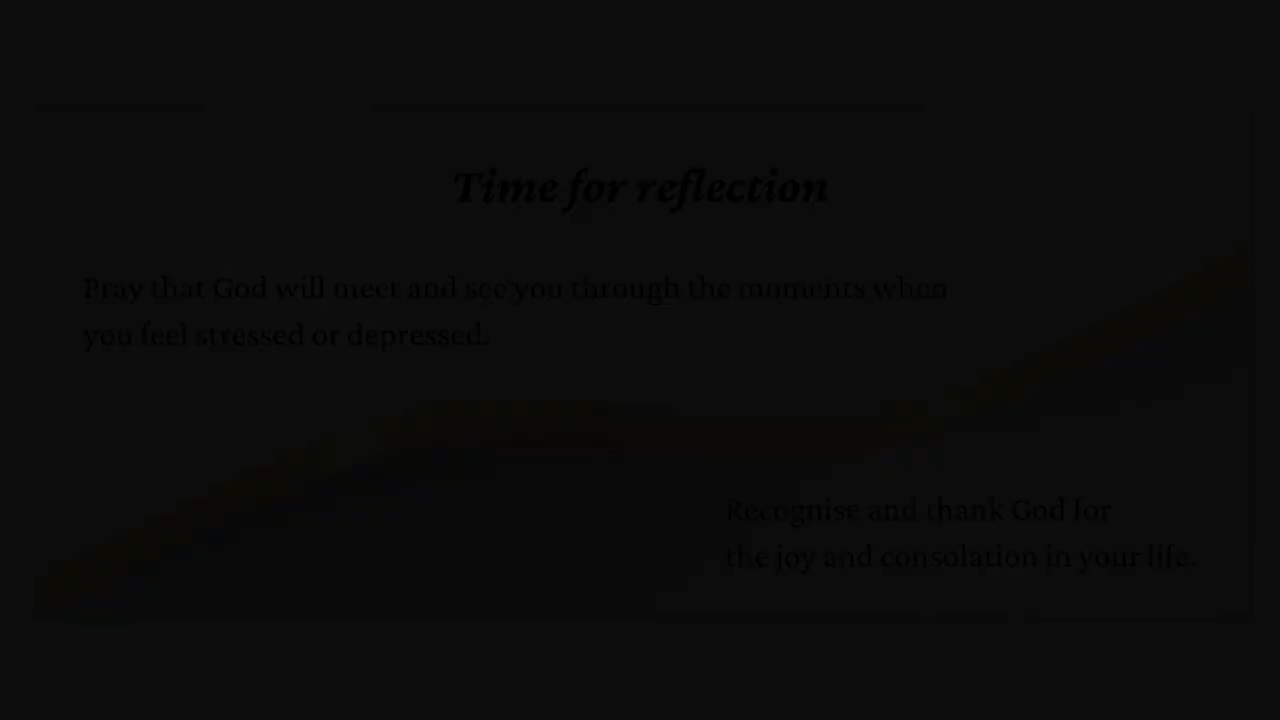 Time for reflection
Pray that God will meet and see you through the moments when
you feel stressed or depressed.
Recognise and thank God for
the joy and consolation in your life.